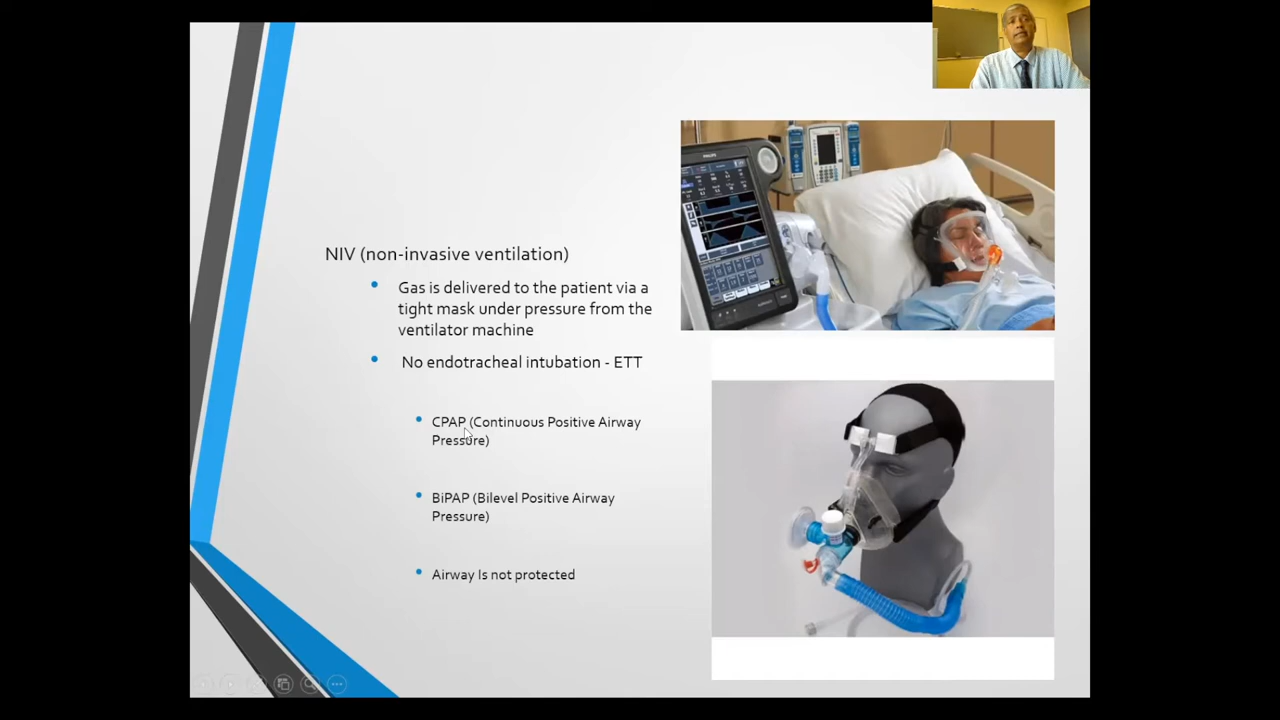 NIV (non-invasive ventilation)
Gas is delivered to the patient via a
tight mask under pressure from the
ventilator machine
No endotracheal intubation - ETT
CPAP (Continuous Positive Airway
Pressure)
BiPAP (Bilevel Positive Airway
Pressure)
Airway Is not protected
PHILIPS